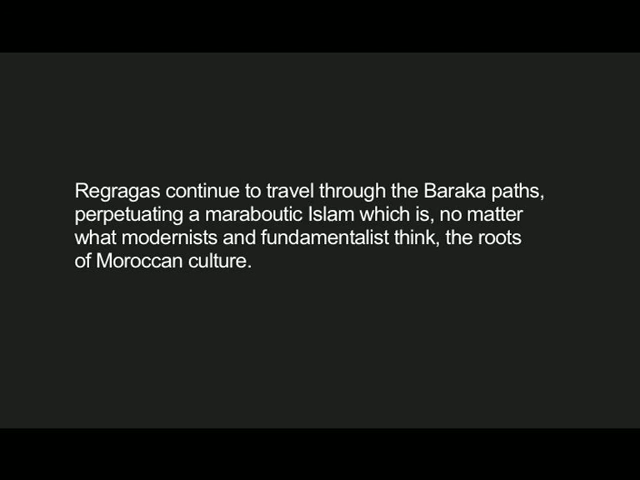 Regragas continue to travel through the Baraka paths,
perpetuating a maraboutic Islam which is, no matter
what modernists and fundamentalist think, the roots
of Moroccan culture.